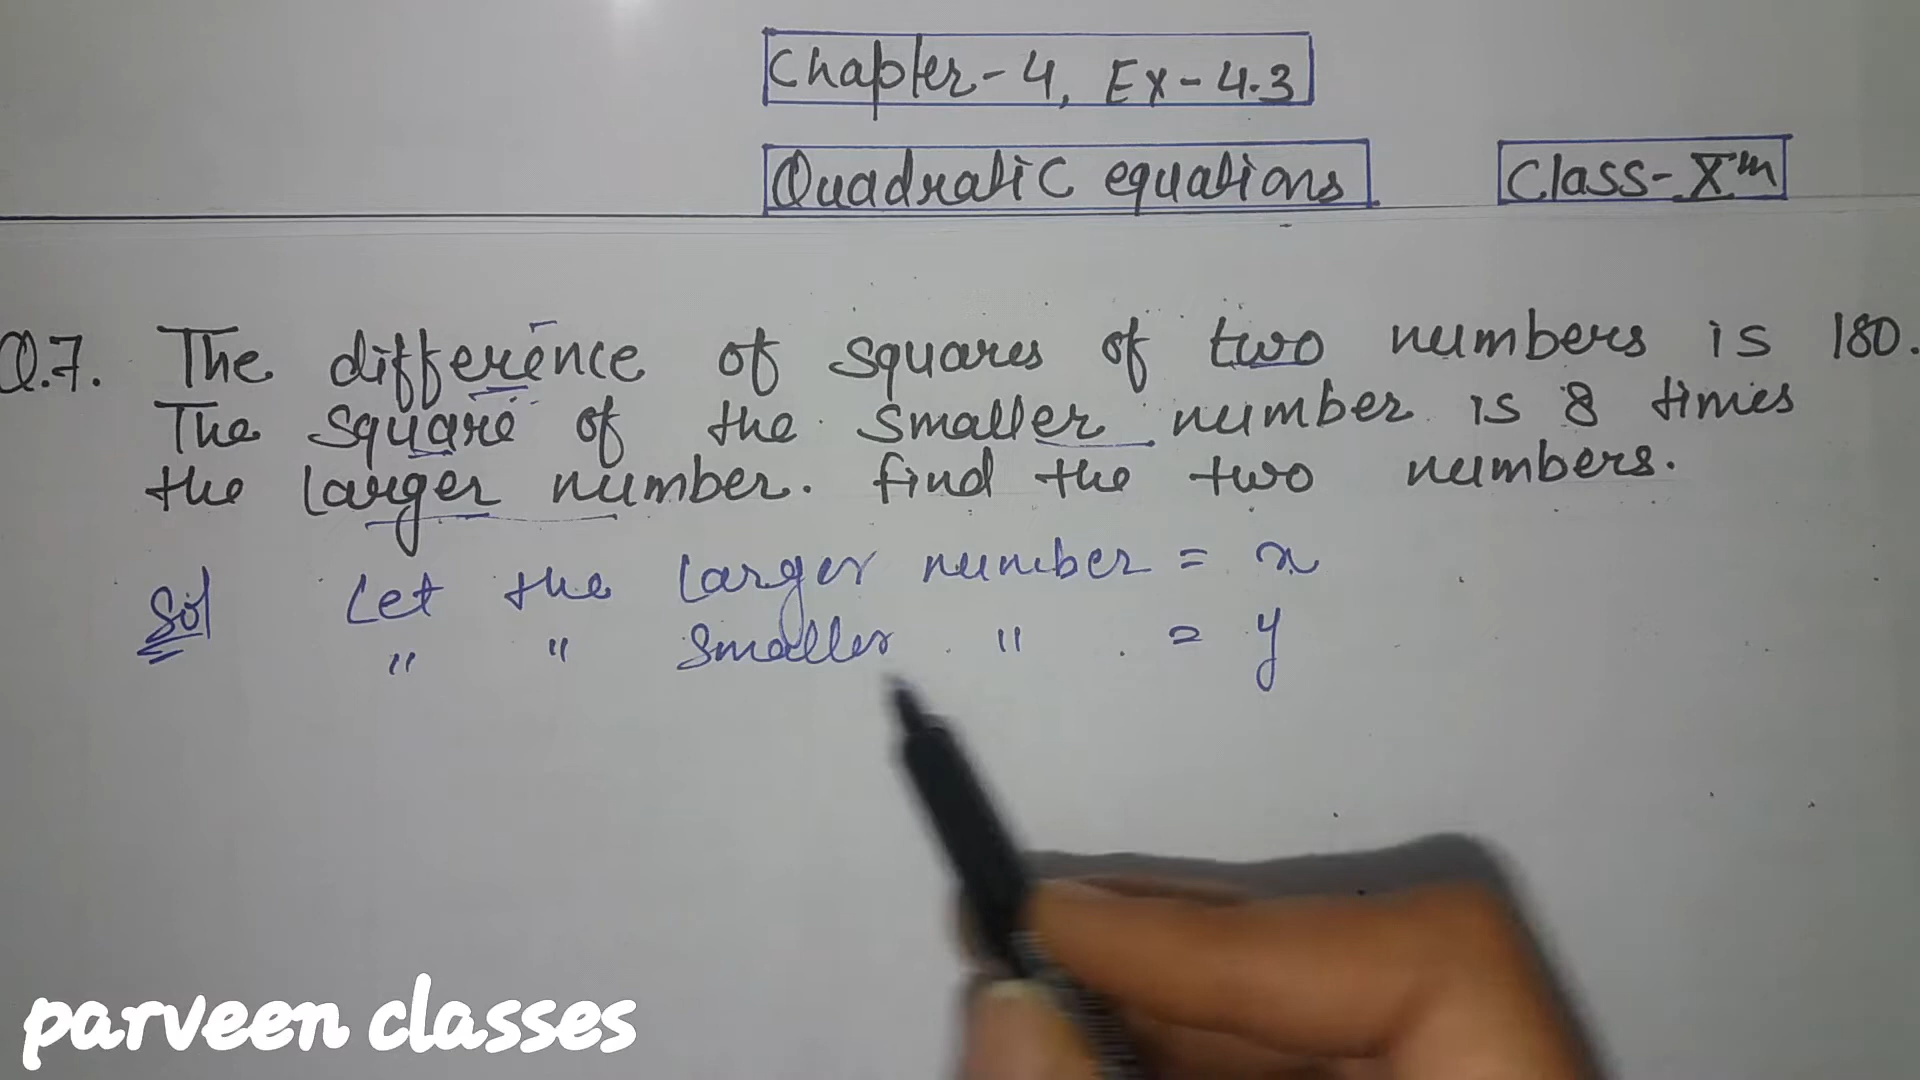 Chapter-4, Ex-4.3
Quadratic equations
Class-Xth
Q.7. The difference of squares of two numbers is 180.
The square of the smaller number is 8 times
the larger number. find the two numbers.
Sol Let the larger number = x
" " Smaller " = y
parveen classes